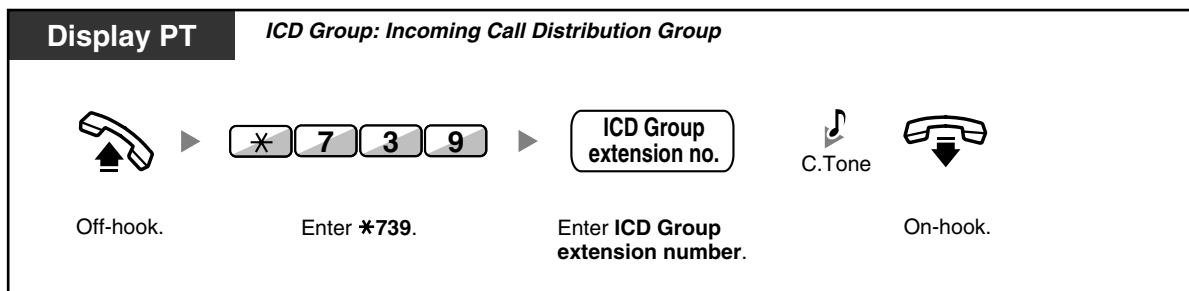 Display PT
ICD Group: Incoming Call Distribution Group
* 7 3 9
ICD Group
extension no.
C.Tone
Off-hook.
Enter *739.
Enter ICD Group
extension number.
On-hook.